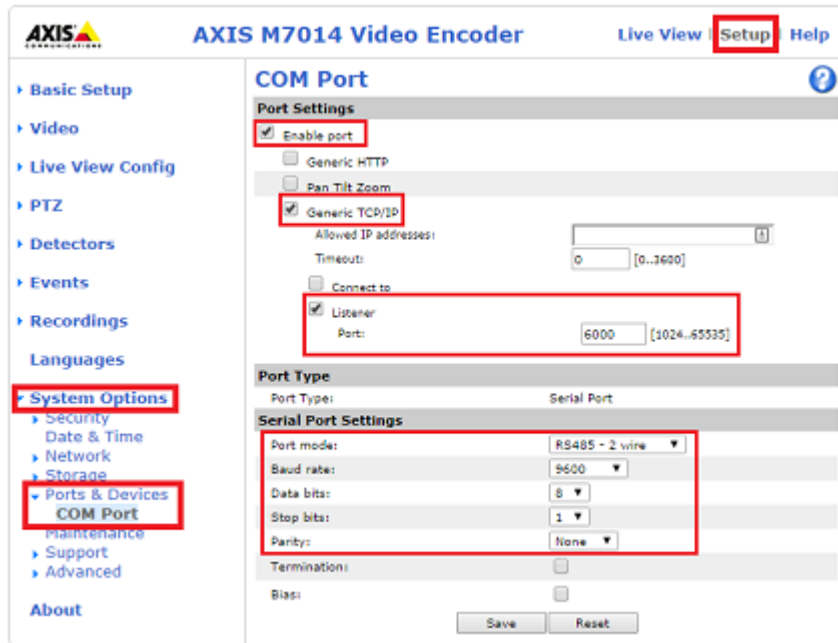 AXIS
COMMUNICATIONS
AXIS M7014 Video Encoder
Live View | Setup | Help
Basic Setup
Video
Live View Config
PTZ
Detectors
Events
Recordings
Languages
System Options
Security
Date & Time
Network
Storage
Ports & Devices
COM Port
Maintenance
Support
Advanced
About
COM Port
?
Port Settings
Enable port
Generic HTTP
Pan Tilt Zoom
Generic TCP/IP
Allowed IP addresses:
Timeout: 0 [0..3600]
Connect to
Listener
Port: 6000 [1024..65535]
Port Type
Port Type: Serial Port
Serial Port Settings
Port mode: RS485 - 2 wire
Baud rate: 9600
Data bits: 8
Stop bits: 1
Parity: None
Termination:
Bias:
Save Reset